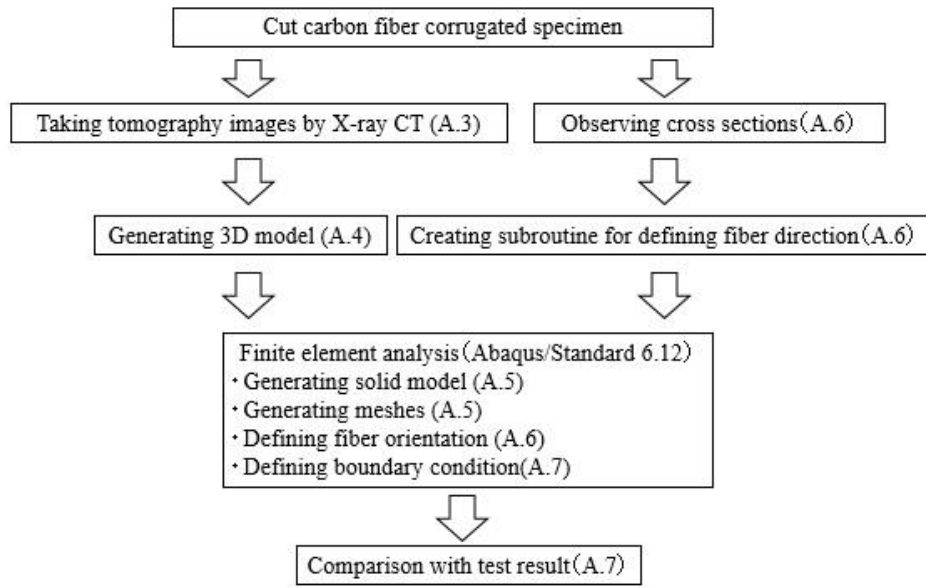 Cut carbon fiber corrugated specimen
Taking tomography images by X-ray CT (A.3)
Observing cross sections(A.6)
Generating 3D model (A.4)
Creating subroutine for defining fiber direction(A.6)
Finite element analysis(Abaqus/Standard 6.12)
・Generating solid model (A.5)
・Generating meshes (A.5)
・Defining fiber orientation (A.6)
・Defining boundary condition(A.7)
Comparison with test result(A.7)